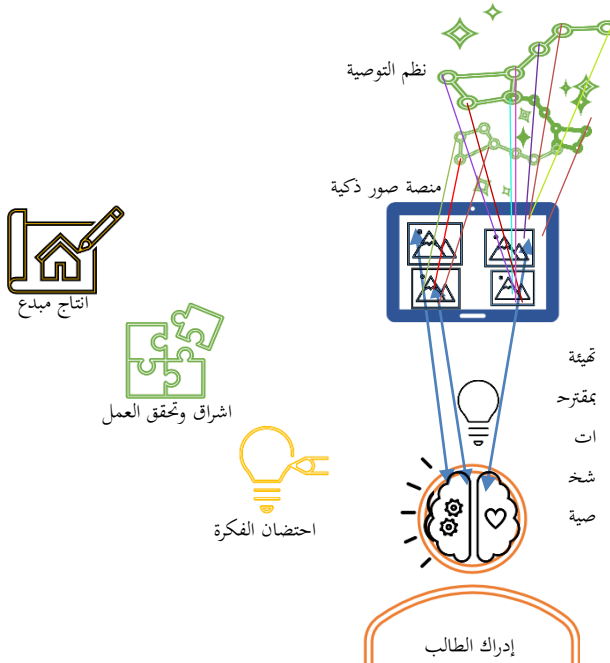 نظم التوصية
منصة صور ذكية
انتاج مبدع
تهيئة
بمقترح
ات
شخ
صية
اشراق وتحقق العمل
احتضان الفكرة
إدراك الطالب